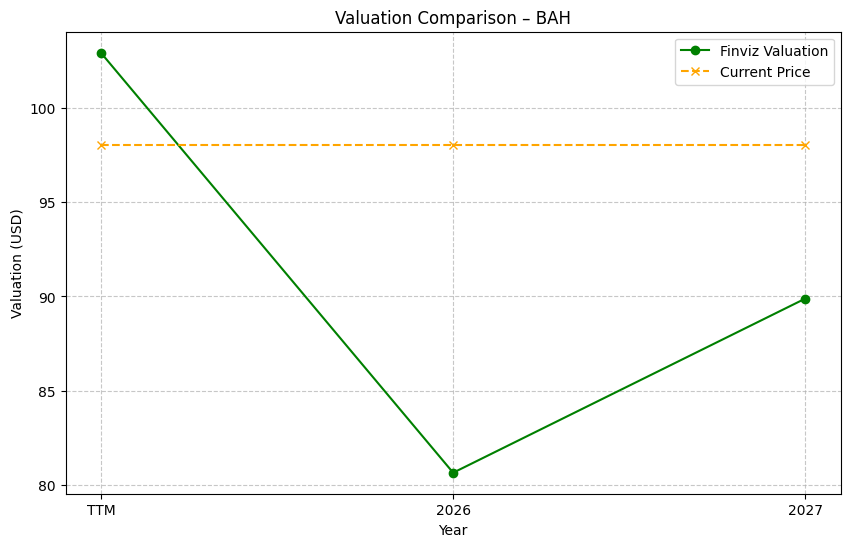 Valuation Comparison – BAH
Finviz Valuation
Current Price
Valuation (USD)
100
95
90
85
80
TTM
2026
2027
Year